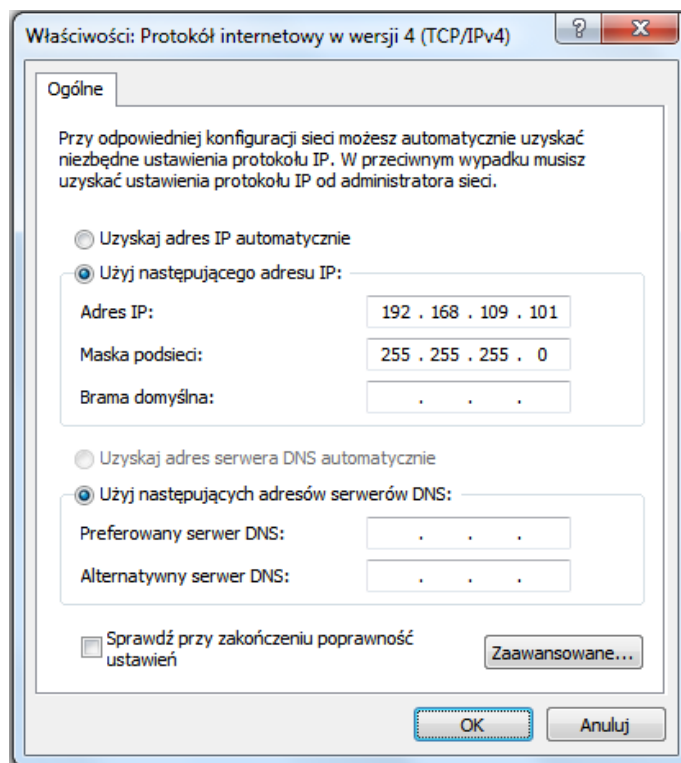 Właściwości: Protokół internetowy w wersji 4 (TCP/IPv4)
Ogólne
Przy odpowiedniej konfiguracji sieci możesz automatycznie uzyskać
niezbędne ustawienia protokołu IP. W przeciwnym wypadku musisz
uzyskać ustawienia protokołu IP od administratora sieci.
Uzyskaj adres IP automatycznie
Użyj następującego adresu IP:
Adres IP: 192 . 168 . 109 . 101
Maska podsieci: 255 . 255 . 255 . 0
Brama domyślna: . . .
Uzyskaj adres serwera DNS automatycznie
Użyj następujących adresów serwerów DNS:
Preferowany serwer DNS: . . .
Alternatywny serwer DNS: . . .
Sprawdź przy zakończeniu poprawność
ustawień
Zaawansowane...
OK Anuluj